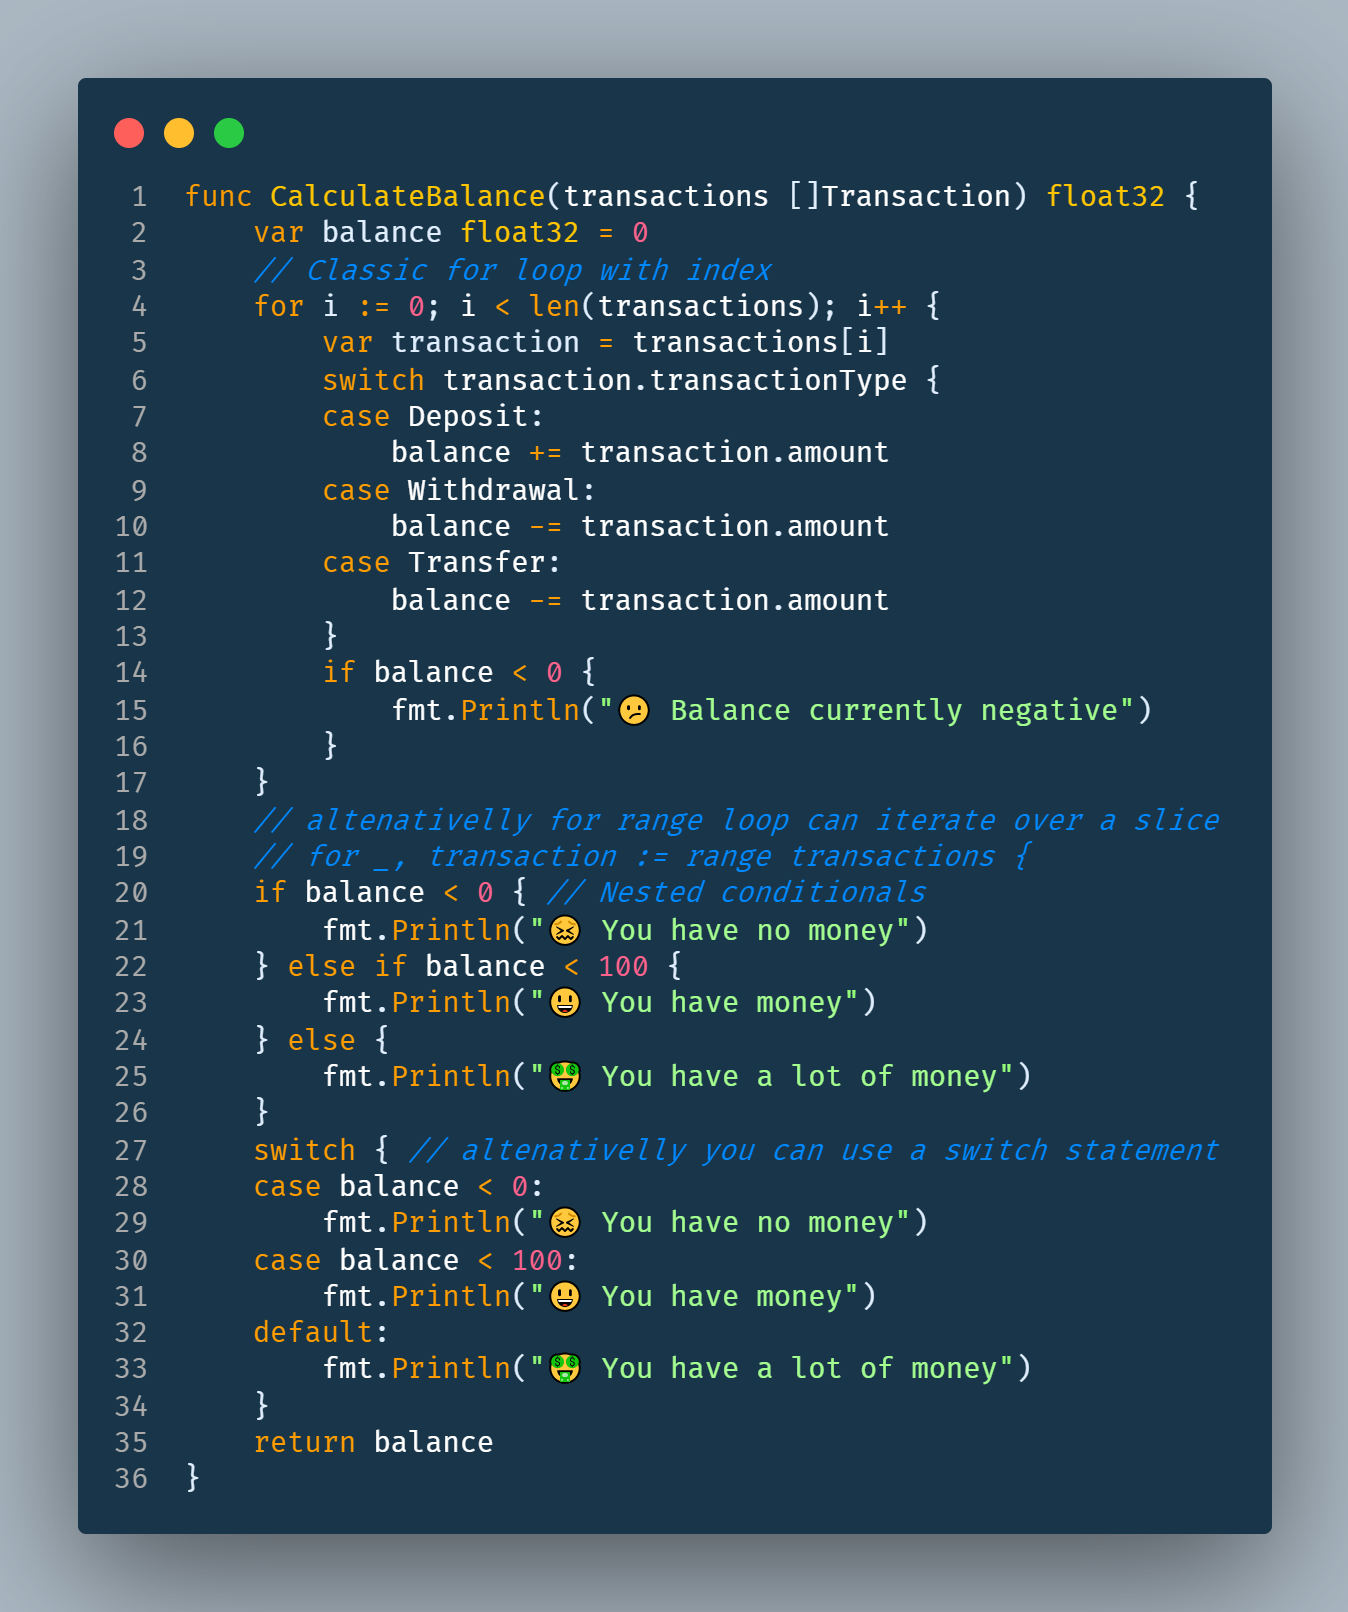 1 func CalculateBalance(transactions []Transaction) float32 {
2     var balance float32 = 0
3     // Classic for loop with index
4     for i := 0; i < len(transactions); i++ {
5         var transaction = transactions[i]
6         switch transaction.transactionType {
7         case Deposit:
8             balance += transaction.amount
9         case Withdrawal:
10             balance -= transaction.amount
11         case Transfer:
12             balance -= transaction.amount
13         }
14         if balance < 0 {
15             fmt.Println("😕 Balance currently negative")
16         }
17     }
18     // altenativelly for range loop can iterate over a slice
19     // for _, transaction := range transactions {
20     if balance < 0 { // Nested conditionals
21         fmt.Println("😖 You have no money")
22     } else if balance < 100 {
23         fmt.Println("😀 You have money")
24     } else {
25         fmt.Println("🤑 You have a lot of money")
26     }
27     switch { // altenativelly you can use a switch statement
28     case balance < 0:
29         fmt.Println("😖 You have no money")
30     case balance < 100:
31         fmt.Println("😀 You have money")
32     default:
33         fmt.Println("🤑 You have a lot of money")
34     }
35     return balance
36 }